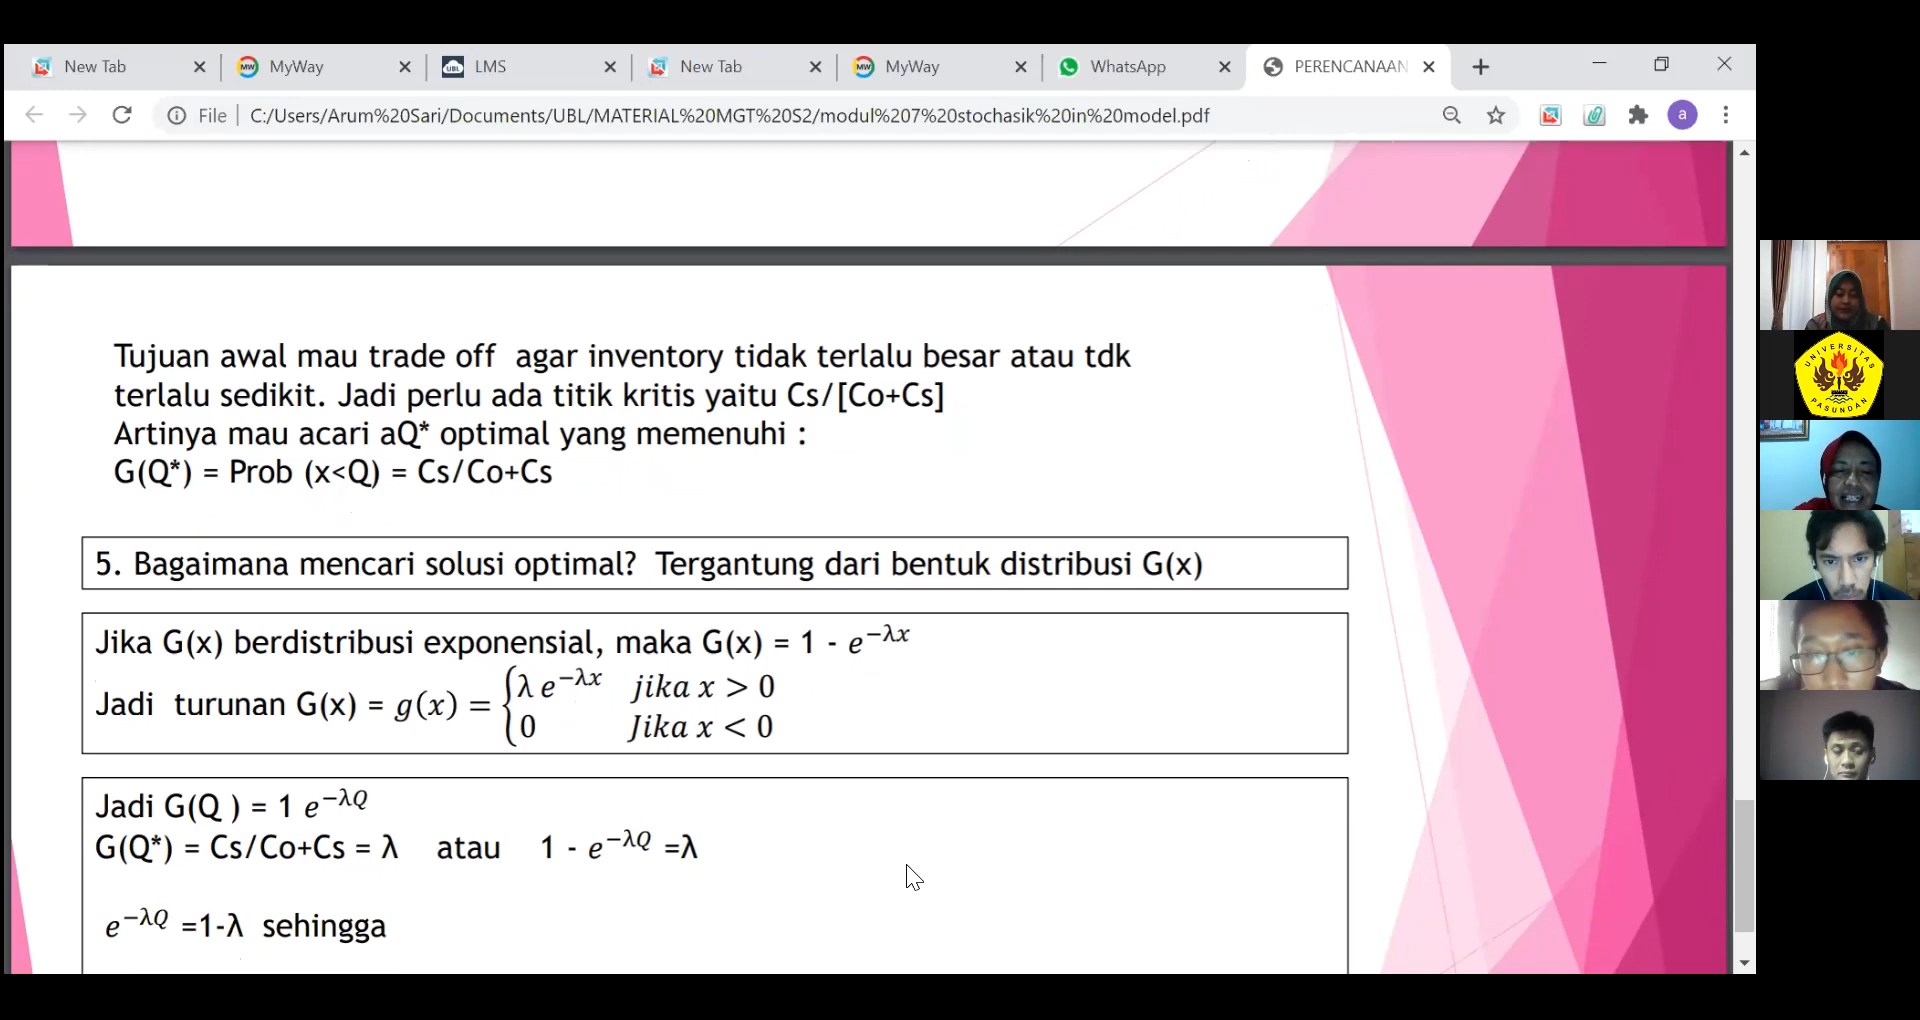 New Tab
MyWay
LMS
New Tab
MyWay
WhatsApp
PERENCANAAN
File
C:/Users/Arum%20Sari/Documents/UBL/MATERIAL%20MGT%20S2/modul%207%20stochasik%20in%20model.pdf
a
Tujuan awal mau trade off agar inventory tidak terlalu besar atau tdk
terlalu sedikit. Jadi perlu ada titik kritis yaitu Cs/[Co+Cs]
Artinya mau acari aQ* optimal yang memenuhi :
G(Q*) = Prob (x<Q) = Cs/Co+Cs
5. Bagaimana mencari solusi optimal? Tergantung dari bentuk distribusi G(x)
Jika G(x) berdistribusi exponensial, maka G(x) = 1 - e^{−λx}
Jadi turunan G(x) = g(x) = { λ e^{−λx} jika x > 0
0 Jika x < 0
Jadi G(Q ) = 1 e^{−λQ}
G(Q*) = Cs/Co+Cs = λ atau 1 - e^{−λQ} =λ
e^{−λQ} =1-λ sehingga
UNIVERSITAS
PASUNDAN